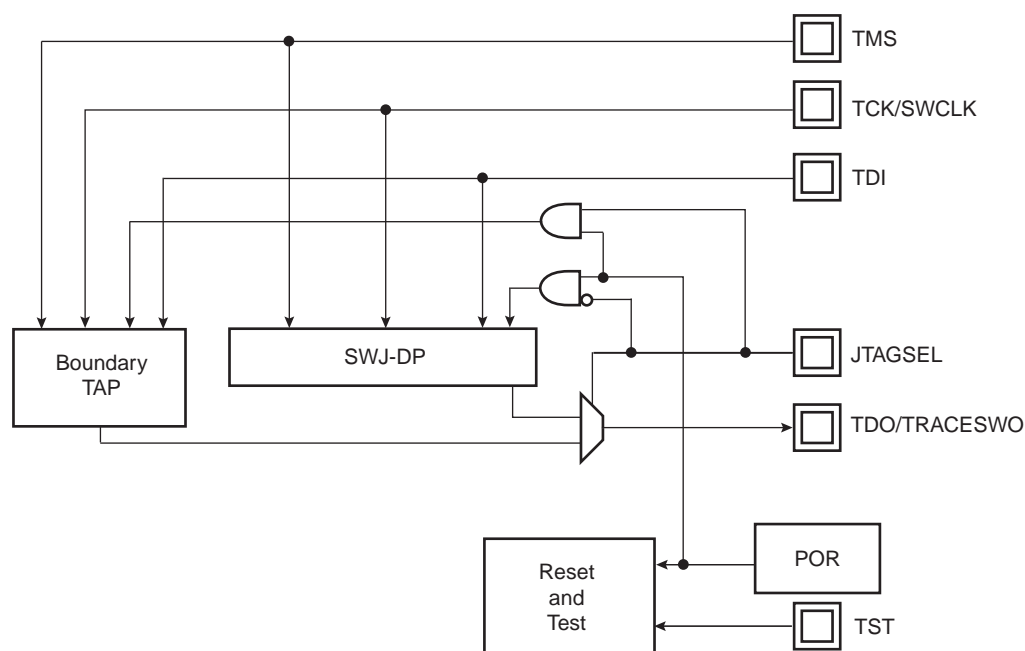 TMS
TCK/SWCLK
TDI
Boundary
TAP
SWJ-DP
JTAGSEL
TDO/TRACESWO
POR
Reset
and
Test
TST